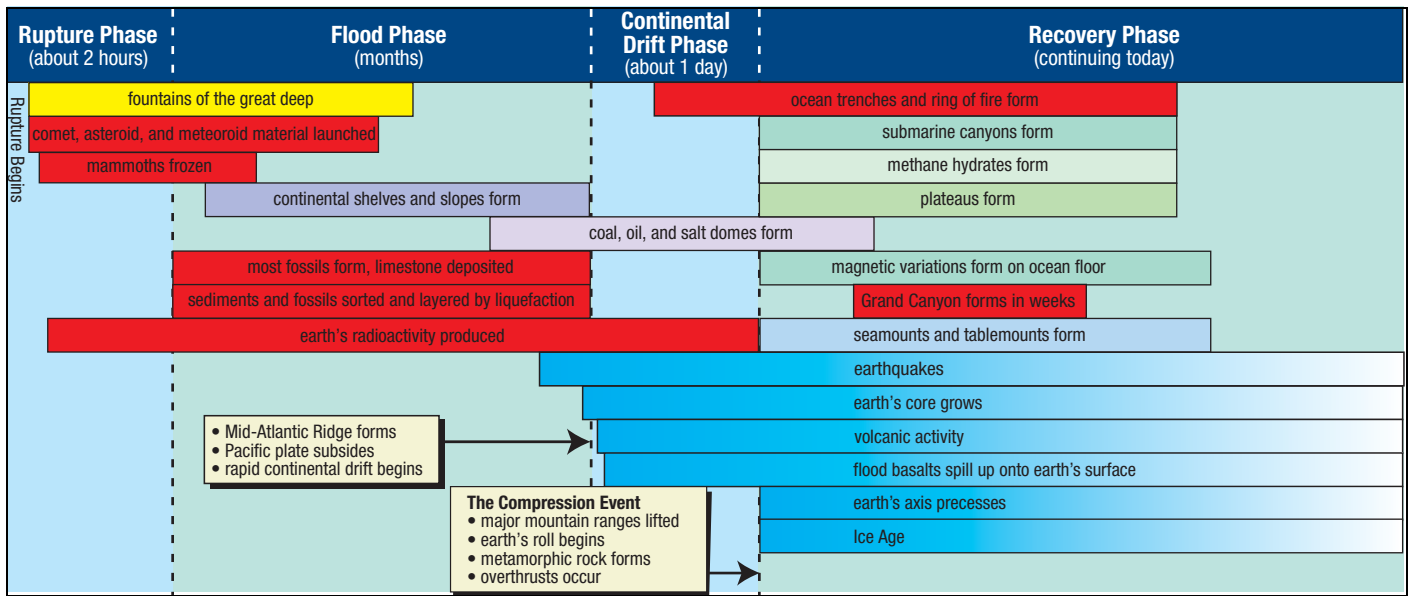 Rupture Phase
(about 2 hours)
Flood Phase
(months)
Continental
Drift Phase
(about 1 day)
Recovery Phase
(continuing today)
Rupture Begins
fountains of the great deep
ocean trenches and ring of fire form
comet, asteroid, and meteoroid material launched
submarine canyons form
mammoths frozen
methane hydrates form
continental shelves and slopes form
plateaus form
coal, oil, and salt domes form
most fossils form, limestone deposited
magnetic variations form on ocean floor
sediments and fossils sorted and layered by liquefaction
Grand Canyon forms in weeks
earth's radioactivity produced
seamounts and tablemounts form
earthquakes
earth's core grows
• Mid-Atlantic Ridge forms
• Pacific plate subsides
• rapid continental drift begins
volcanic activity
flood basalts spill up onto earth's surface
The Compression Event
• major mountain ranges lifted
• earth's roll begins
• metamorphic rock forms
• overthrusts occur
earth's axis precesses
Ice Age